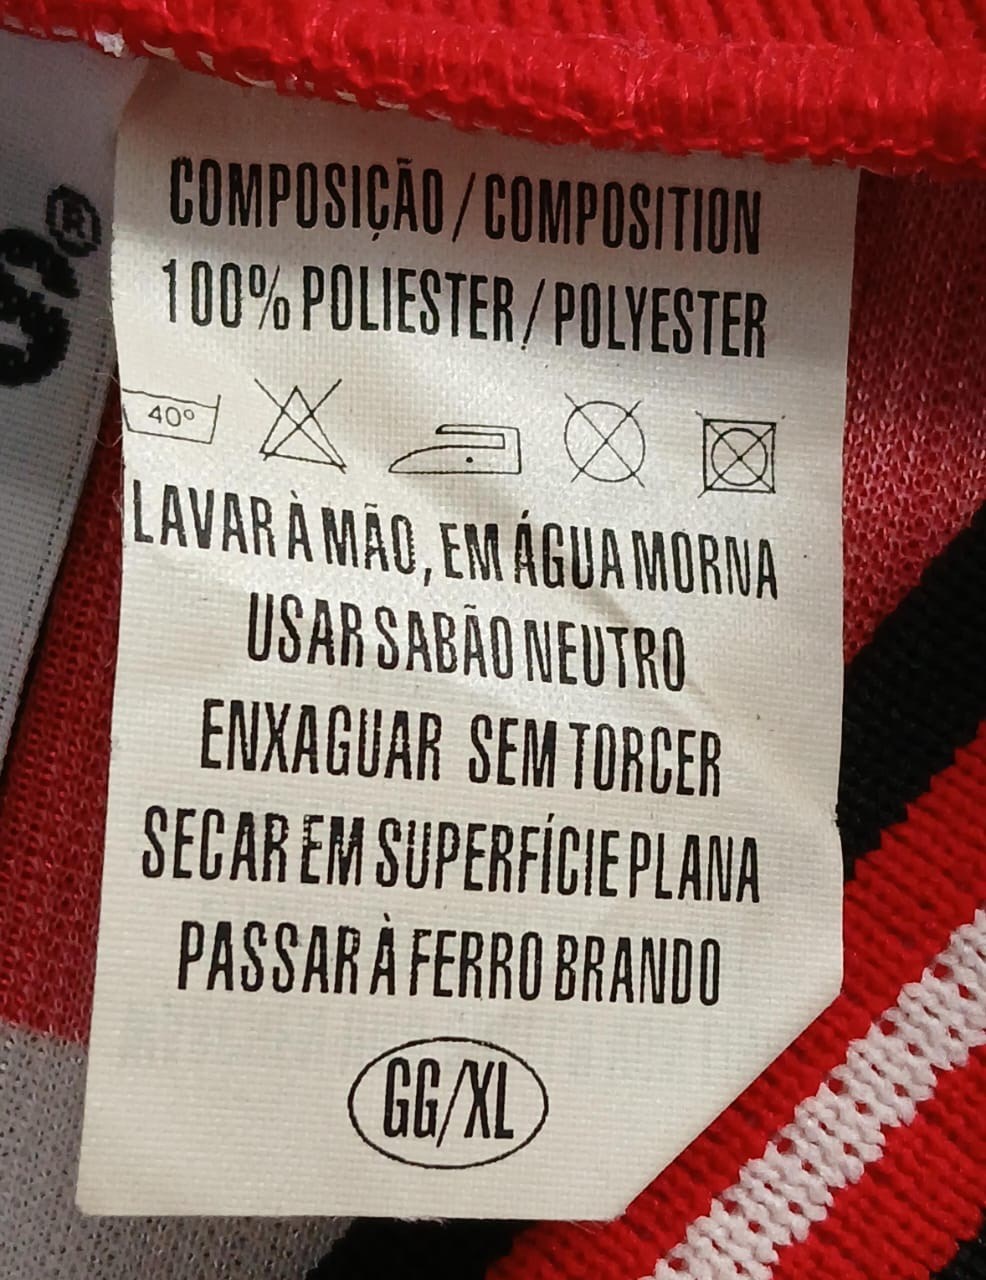 ®
COMPOSIÇÃO / COMPOSITION
100% POLIESTER / POLYESTER
40º
LAVAR À MÃO, EM ÁGUA MORNA
USAR SABÃO NEUTRO
ENXAGUAR SEM TORCER
SECAR EM SUPERFÍCIE PLANA
PASSAR À FERRO BRANDO
GG/XL